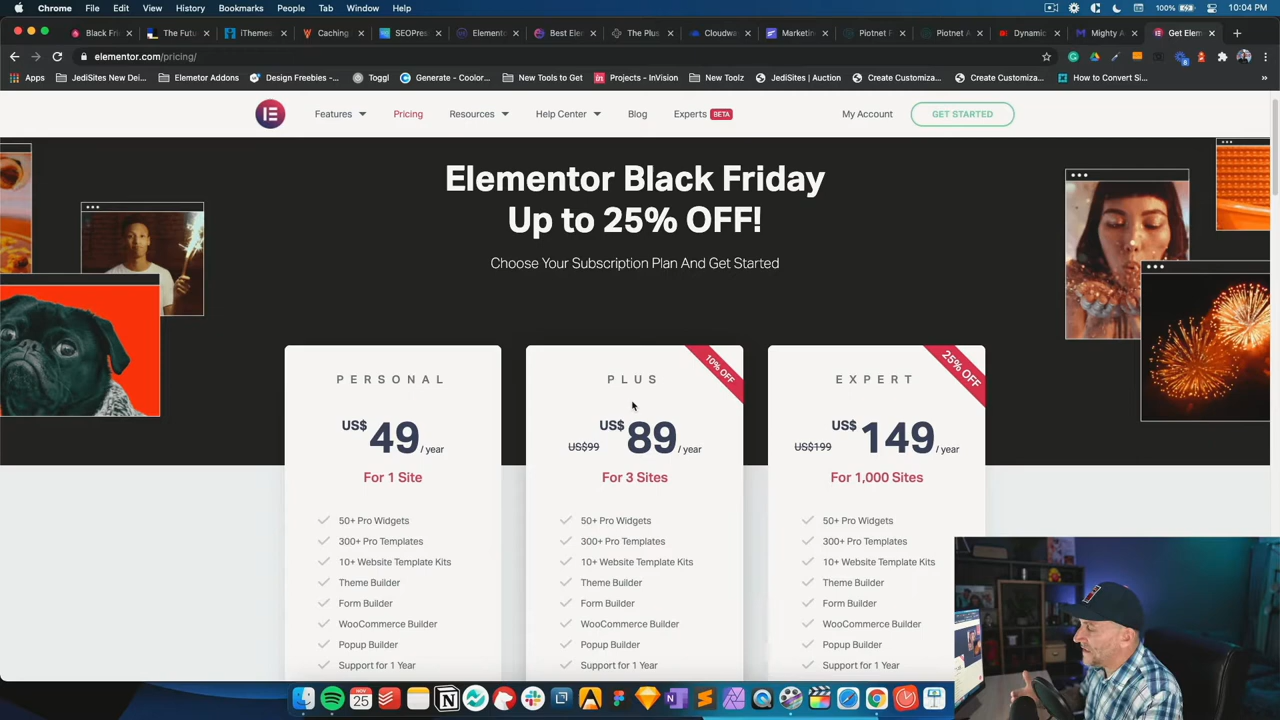 Chrome File Edit View History Bookmarks People Tab Window Help 100% 10:04 PM
Black Fri The Futur iThemes Caching SEOPres Elemento Best Elem The Plus Cloudwa Marketin Piotnet F Piotnet A Dynamic Mighty A Get Elem
elementor.com/pricing/
Apps JediSites New Dei... Elemetor Addons Design Freebies -... Toggl Generate - Coolor... New Tools to Get Projects - InVision New Toolz JediSites | Auction Create Customiza... Create Customiza... How to Convert Si... »
Features Pricing Resources Help Center Blog Experts BETA My Account GET STARTED
Elementor Black Friday
Up to 25% OFF!
Choose Your Subscription Plan And Get Started
PERSONAL
US$ 49 / year
For 1 Site
50+ Pro Widgets
300+ Pro Templates
10+ Website Template Kits
Theme Builder
Form Builder
WooCommerce Builder
Popup Builder
Support for 1 Year
10% OFF
PLUS
US$99 US$ 89 / year
For 3 Sites
50+ Pro Widgets
300+ Pro Templates
10+ Website Template Kits
Theme Builder
Form Builder
WooCommerce Builder
Popup Builder
Support for 1 Year
25% OFF
EXPERT
US$199 US$ 149 / year
For 1,000 Sites
50+ Pro Widgets
300+ Pro Templates
10+ Website Template Kits
Theme Builder
Form Builder
WooCommerce Builder
Popup Builder
Support for 1 Year
NOV
25